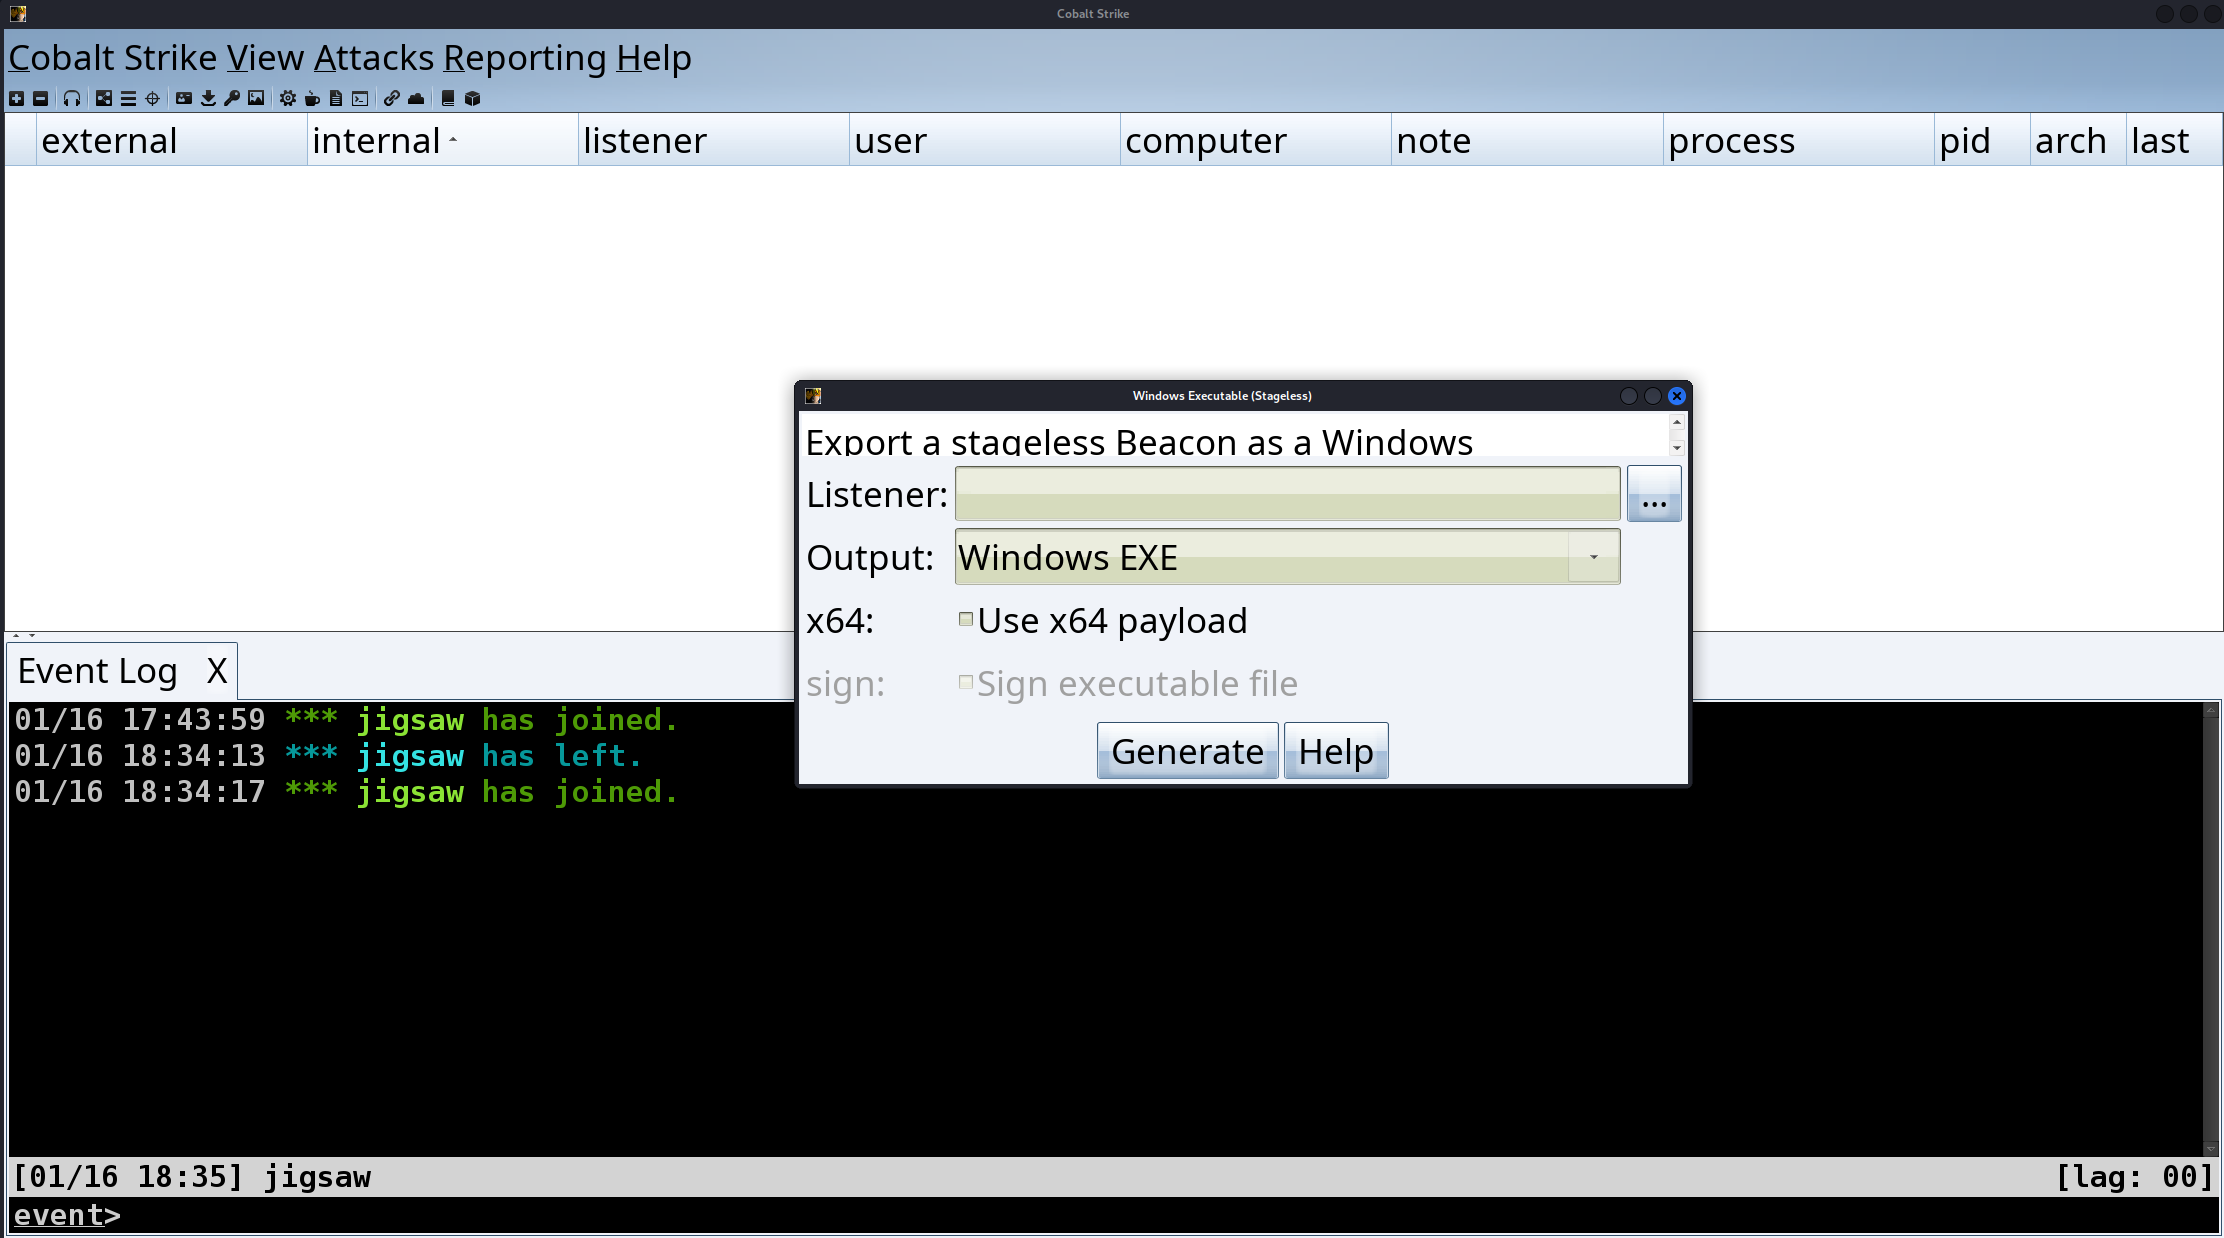 Cobalt Strike
Cobalt Strike View Attacks Reporting Help
external internal listener user computer note process pid arch last
Windows Executable (Stageless)
Export a stageless Beacon as a Windows
Listener: ...
Output: Windows EXE
x64: Use x64 payload
sign: Sign executable file
Generate Help
Event Log X
01/16 17:43:59 *** jigsaw has joined.
01/16 18:34:13 *** jigsaw has left.
01/16 18:34:17 *** jigsaw has joined.
[01/16 18:35] jigsaw [lag: 00]
event>